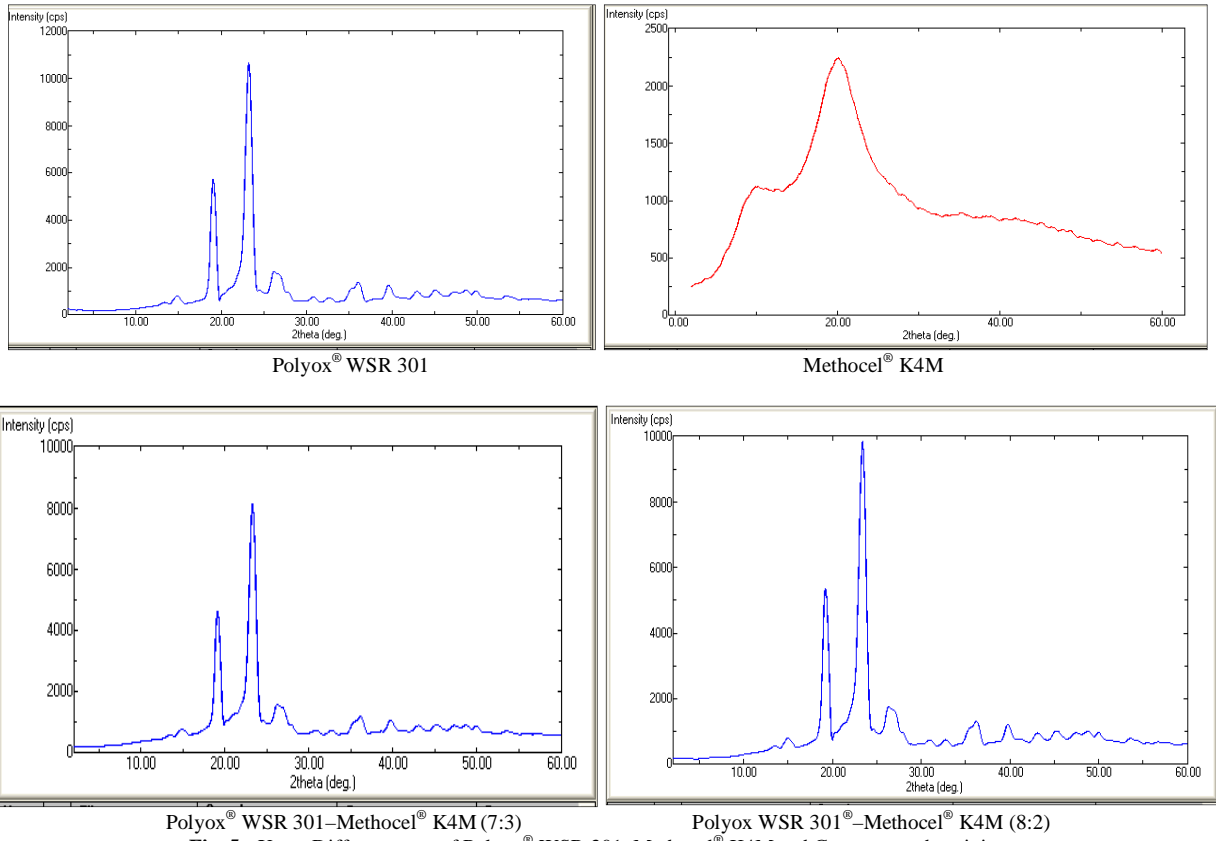 Intensity (cps)
12000
10000
8000
6000
4000
2000
0
10.00 20.00 30.00 40.00 50.00 60.00
2theta (deg.)
Polyox® WSR 301
Intensity (cps)
2500
2000
1500
1000
500
0
0.00 20.00 40.00 60.00
2theta (deg.)
Methocel® K4M
Intensity (cps)
10000
8000
6000
4000
2000
0
10.00 20.00 30.00 40.00 50.00 60.00
2theta (deg.)
Polyox® WSR 301–Methocel® K4M (7:3)
Intensity (cps)
10000
8000
6000
4000
2000
0
10.00 20.00 30.00 40.00 50.00 60.00
2theta (deg.)
Polyox WSR 301®–Methocel® K4M (8:2)